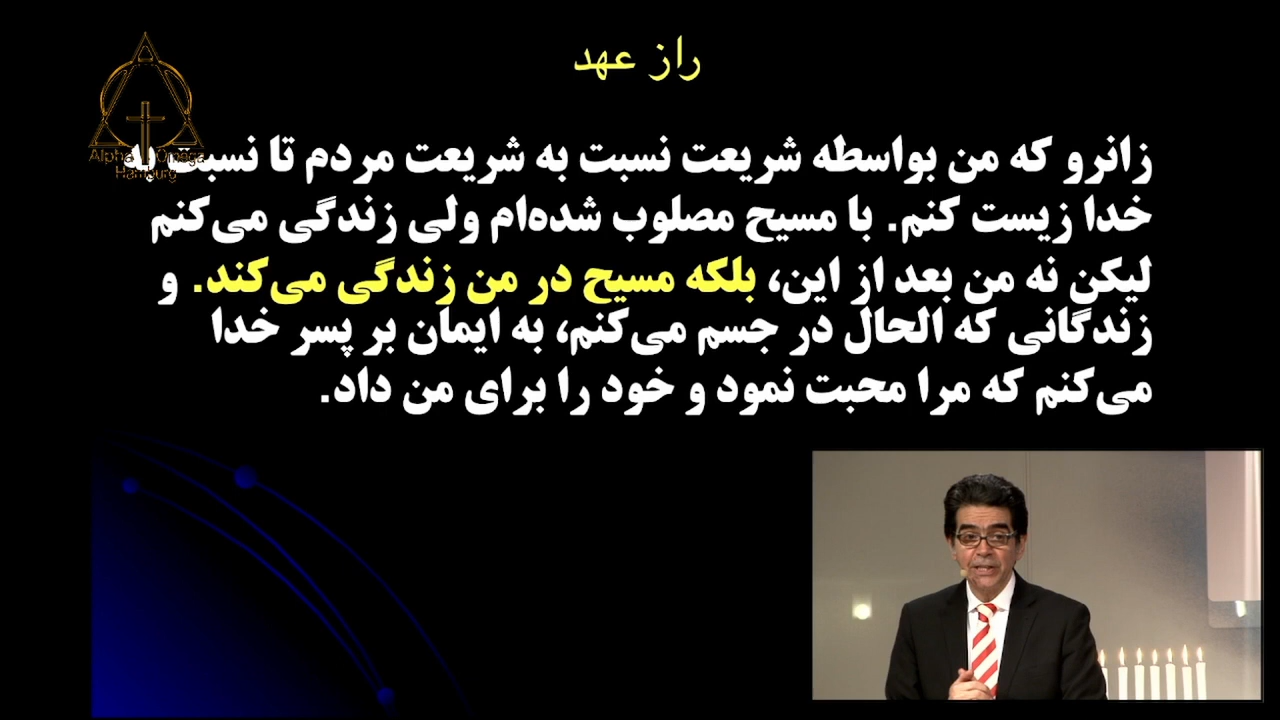 راز عهد
Alpha Omega
Hamburg
زانرو که من بواسطه شریعت نسبت به شریعت مردم تا نسبت به
خدا زیست کنم. با مسیح مصلوب شده‌ام ولی زندگی می‌کنم
لیکن نه من بعد از این، بلکه مسیح در من زندگی می‌کند. و
زندگانی که الحال در جسم می‌کنم، به ایمان بر پسر خدا
می‌کنم که مرا محبت نمود و خود را برای من داد.